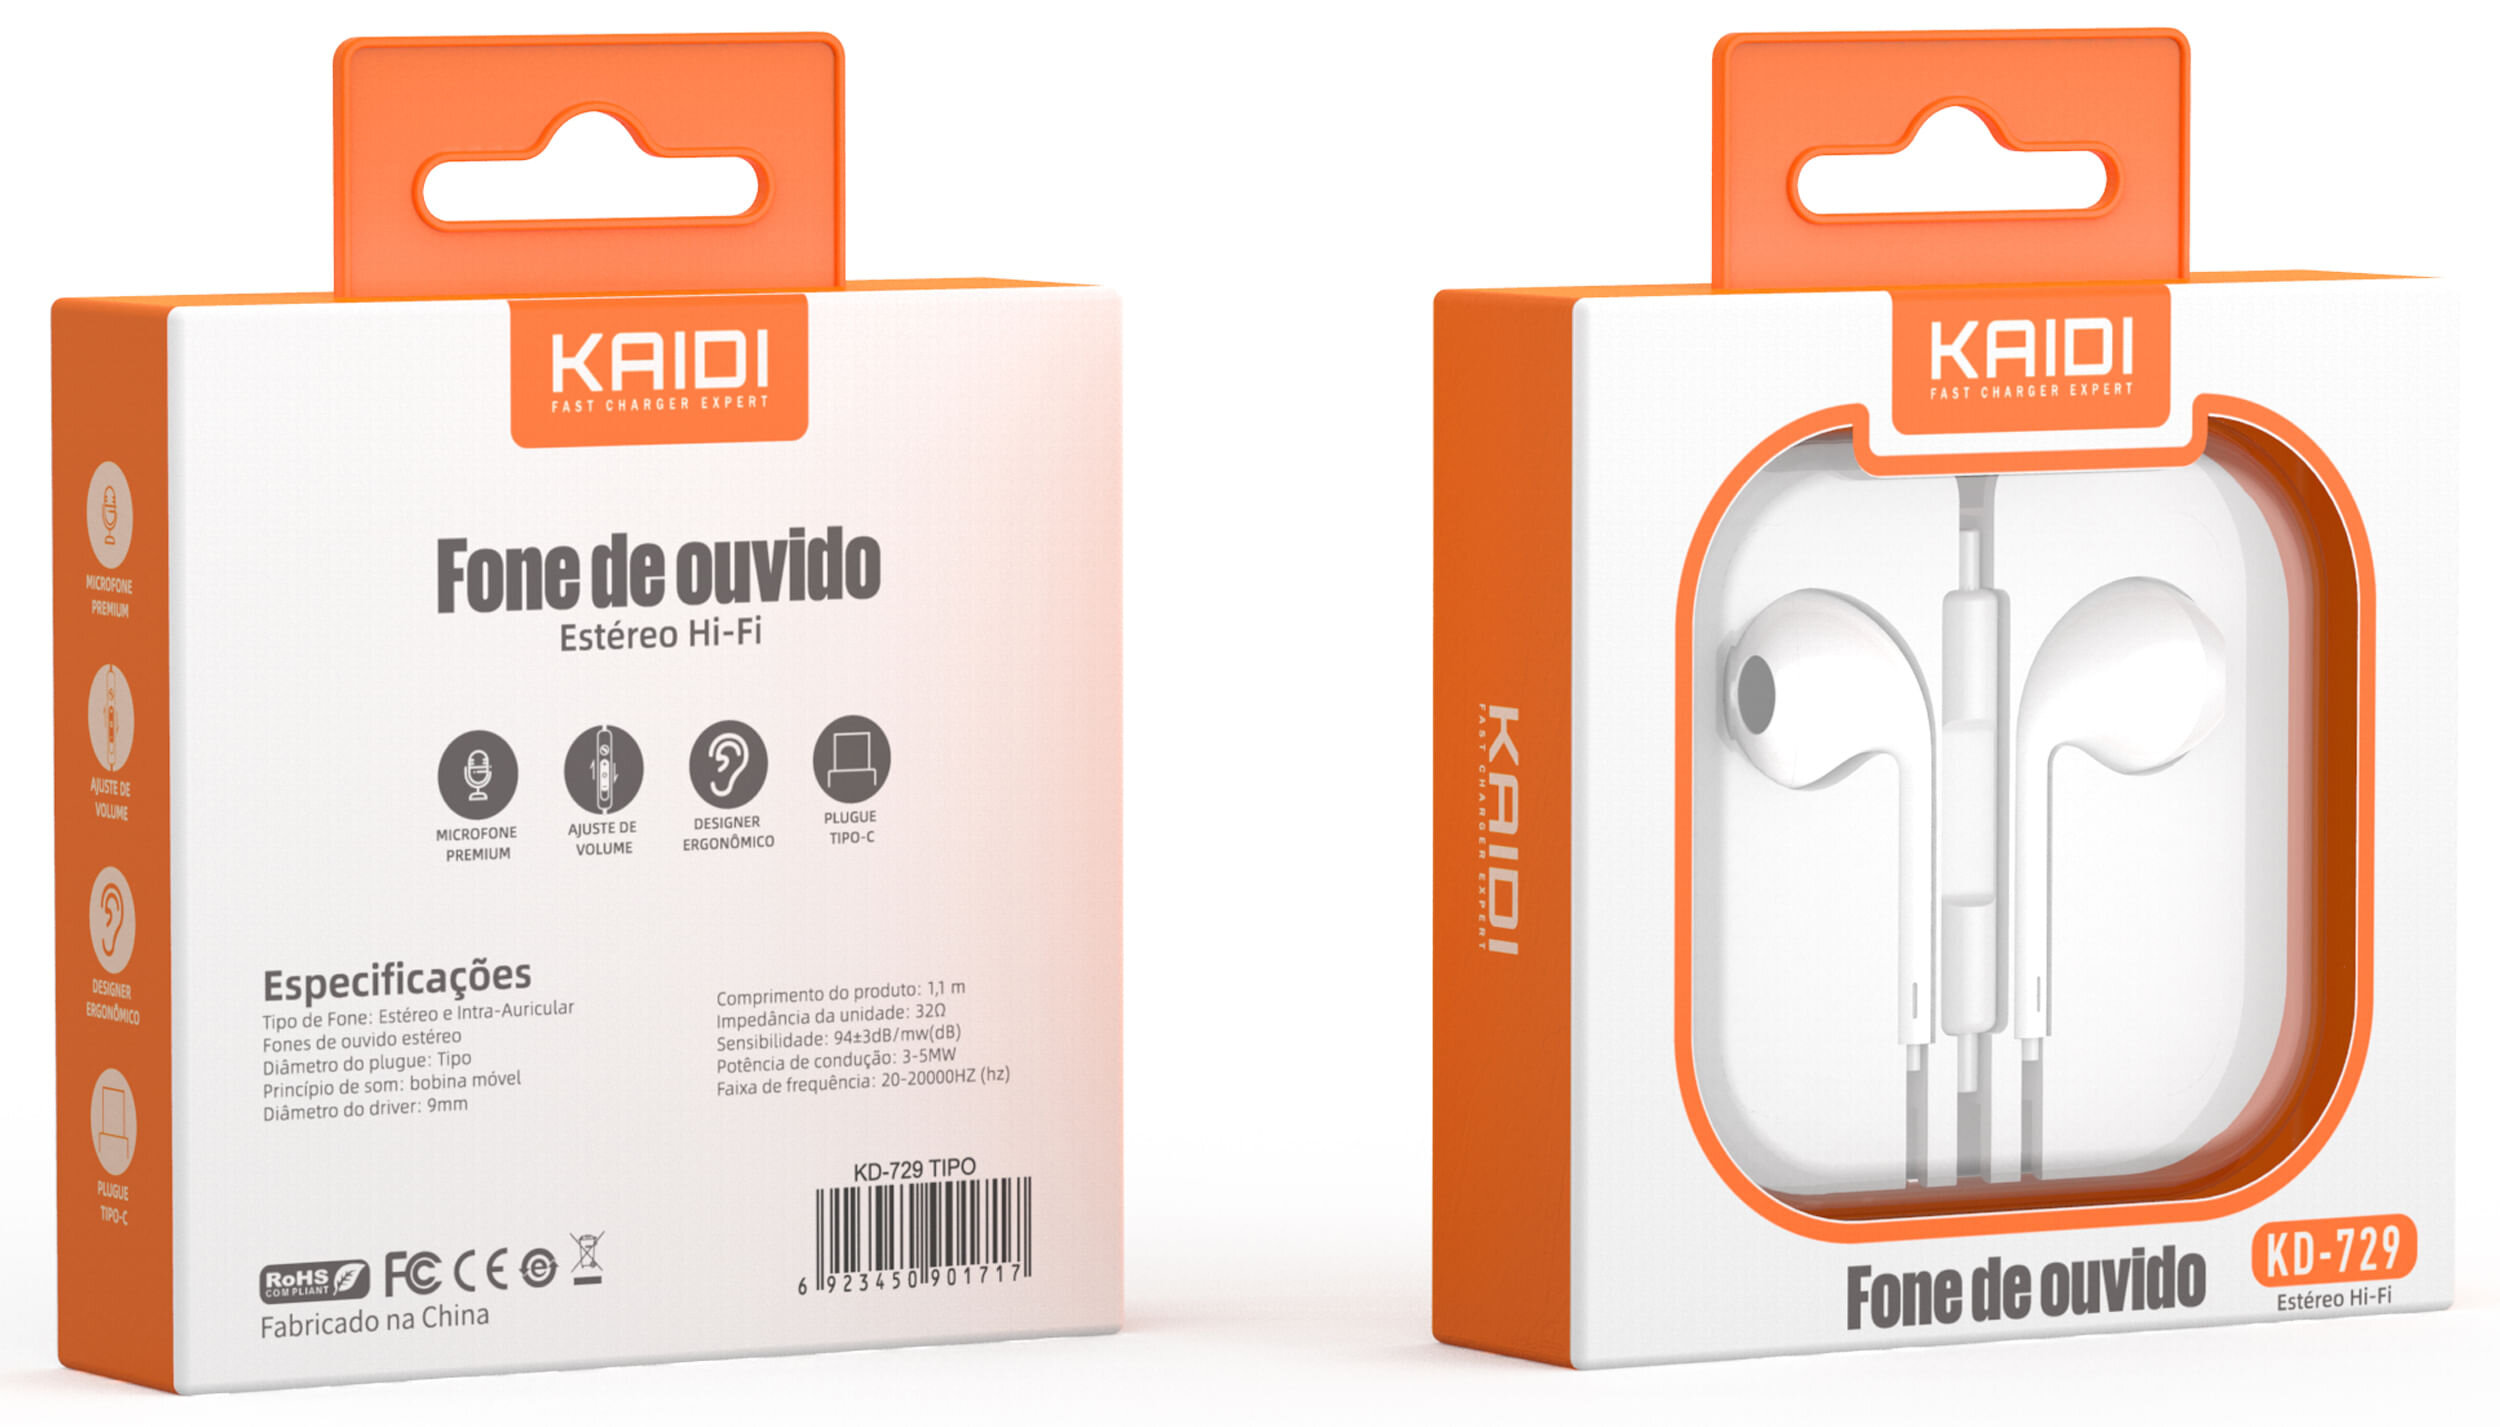 KAIDI
FAST CHARGER EXPERT
Fone de ouvido
Estéreo Hi-Fi
MICROFONE
PREMIUM
AJUSTE DE
VOLUME
DESIGNER
ERGONÔMICO
PLUGUE
TIPO-C
Especificações
Tipo de Fone: Estéreo e Intra-Auricular
Fones de ouvido estéreo
Diâmetro do plugue: Tipo
Princípio de som: bobina móvel
Diâmetro do driver: 9mm
Comprimento do produto: 1,1 m
Impedância da unidade: 32Ω
Sensibilidade: 94±3dB/mw(dB)
Potência de condução: 3-5MW
Faixa de frequência: 20-20000HZ (hz)
KD-729 TIPO
6 923450 901717
RoHS
COMPLIANT
FC CE e
Fabricado na China
MICROFONE
PREMIUM
AJUSTE DE
VOLUME
DESIGNER
ERGONÔMICO
PLUGUE
TIPO-C
KAIDI
FAST CHARGER EXPERT
KAIDI
FAST CHARGER EXPERT
Fone de ouvido
KD-729
Estéreo Hi-Fi